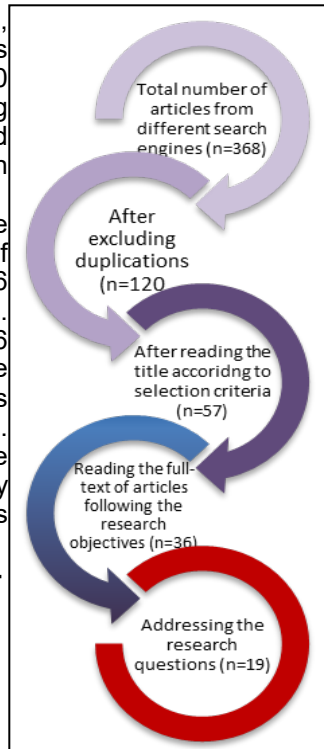 Total number of
articles from
different search
engines (n=368)
After
excluding
duplications
(n=120
After reading the
title accoridng to
selection criteria
(n=57)
Reading the full-
text of articles
following the
research
objectives (n=36)
Addressing the
research
questions (n=19)